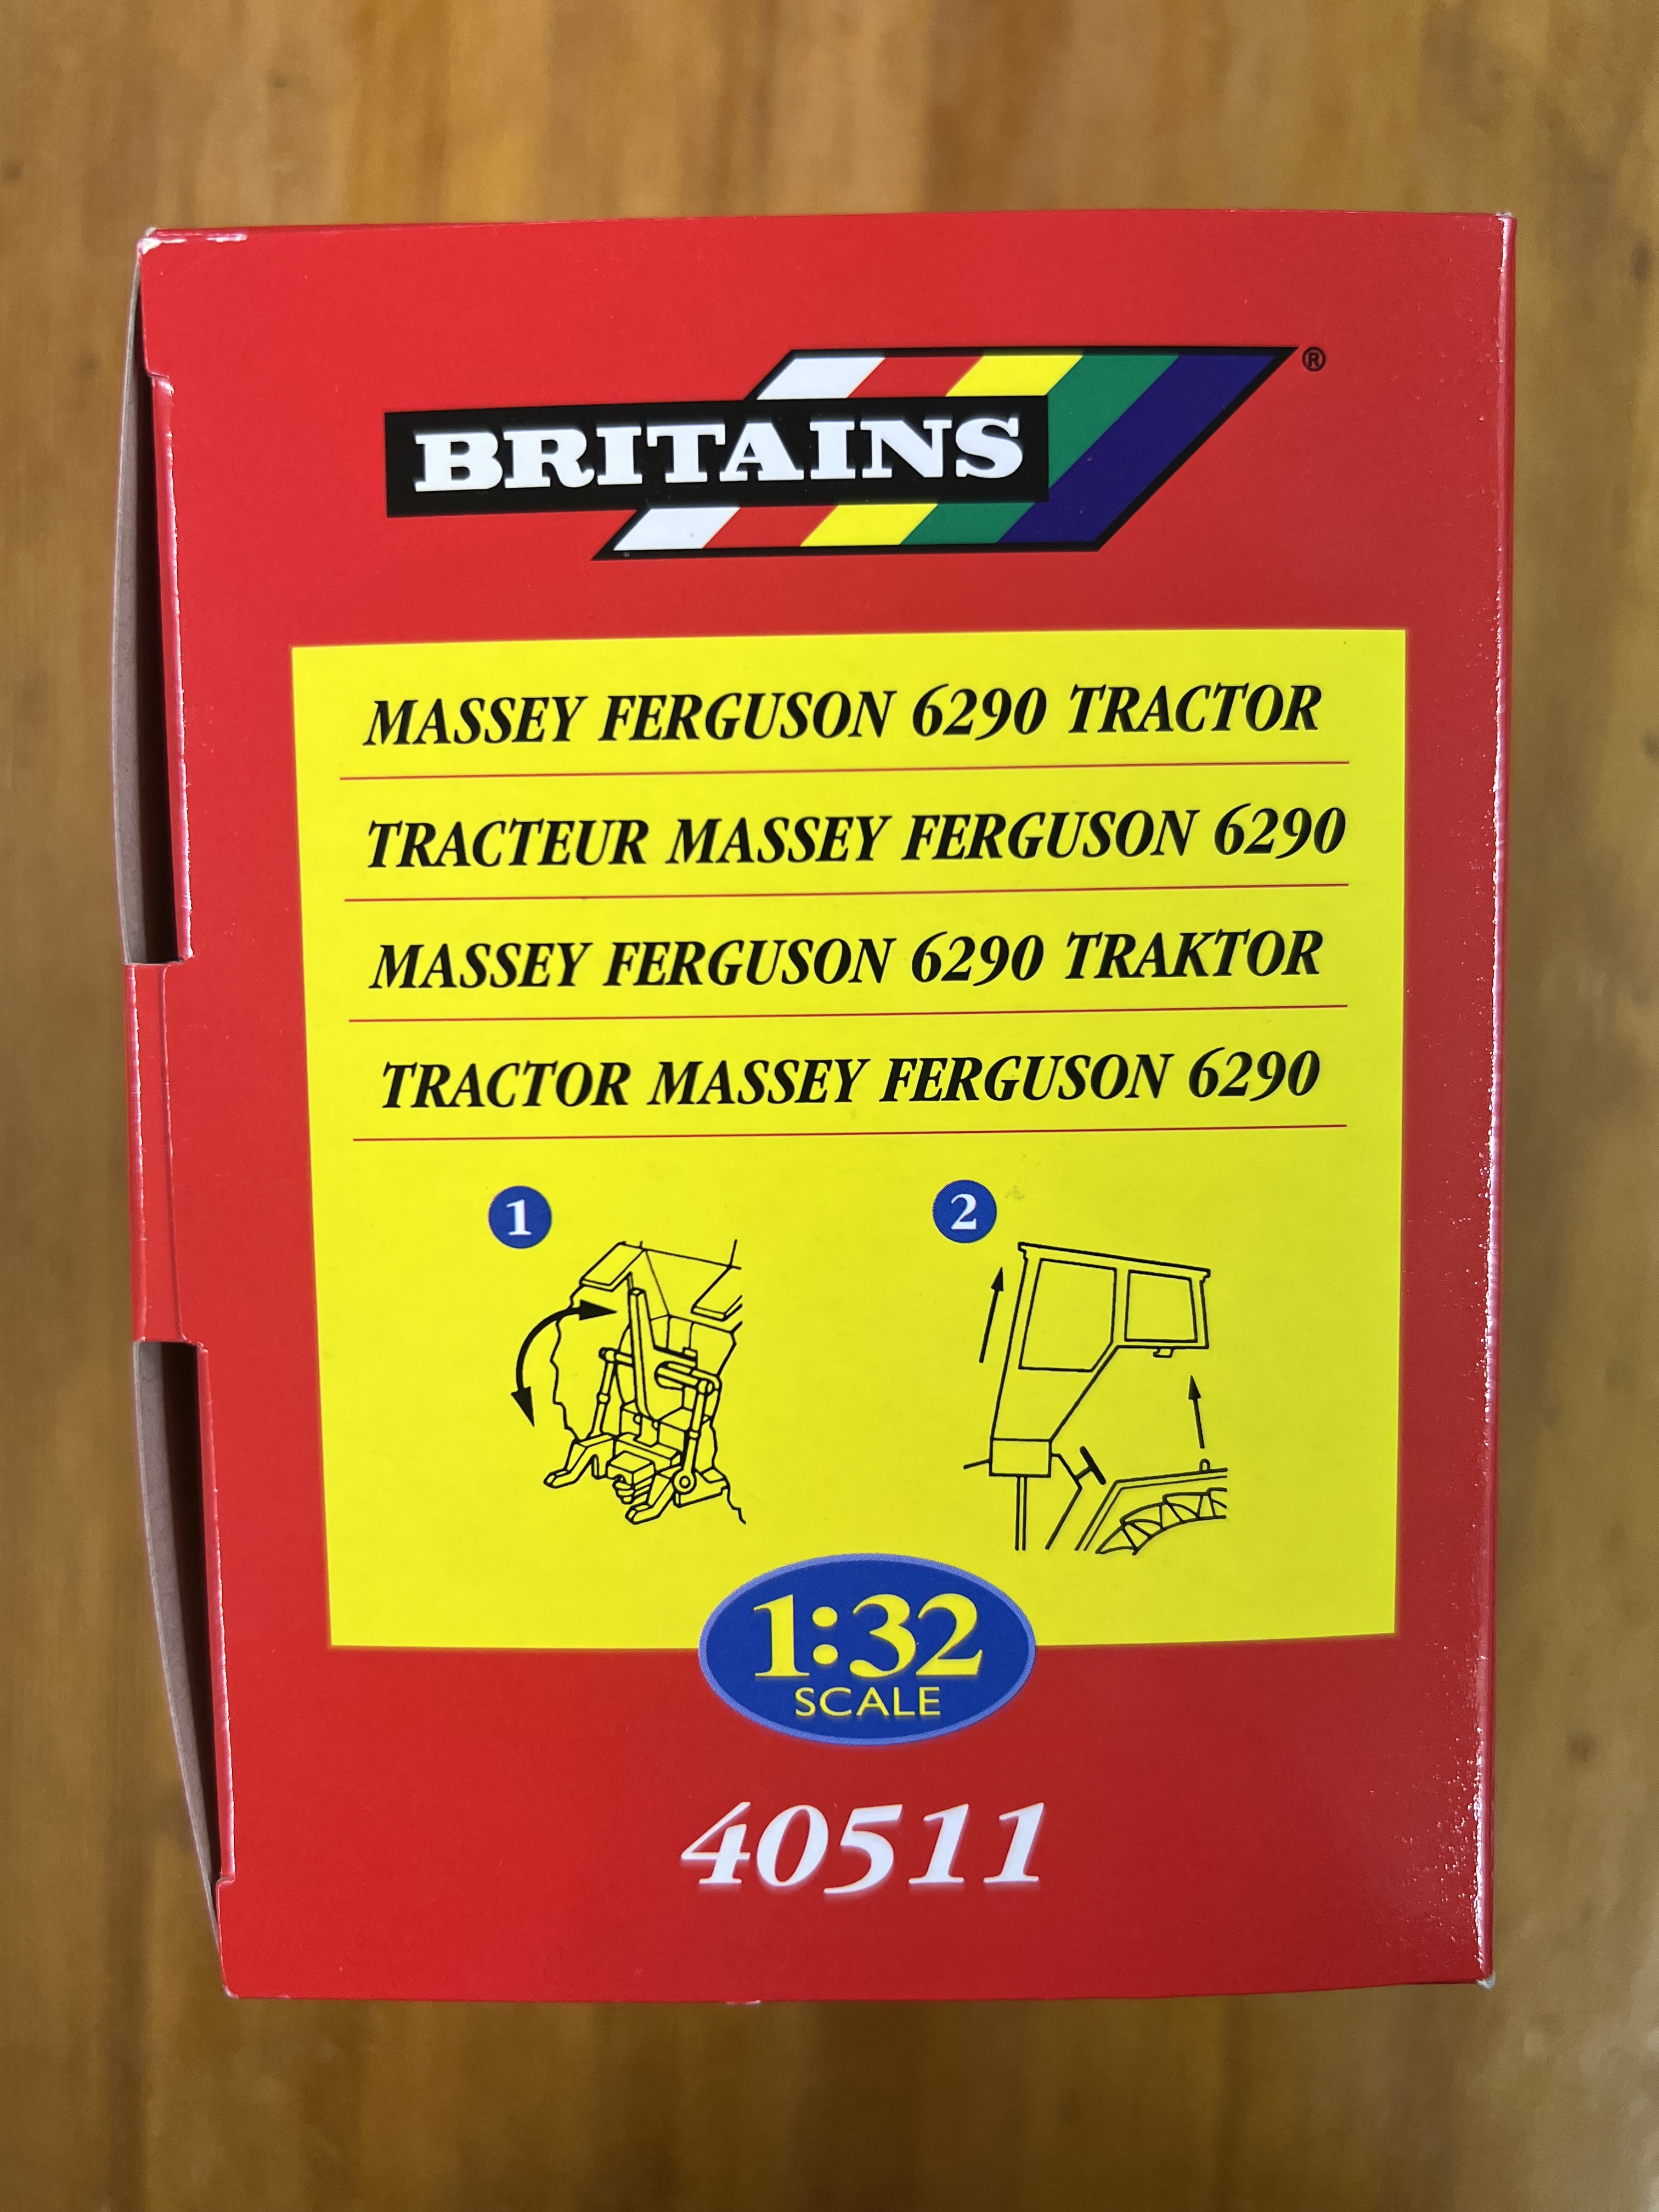 BRITAINS®
MASSEY FERGUSON 6290 TRACTOR
TRACTEUR MASSEY FERGUSON 6290
MASSEY FERGUSON 6290 TRAKTOR
TRACTOR MASSEY FERGUSON 6290
1 2
1:32
SCALE
40511